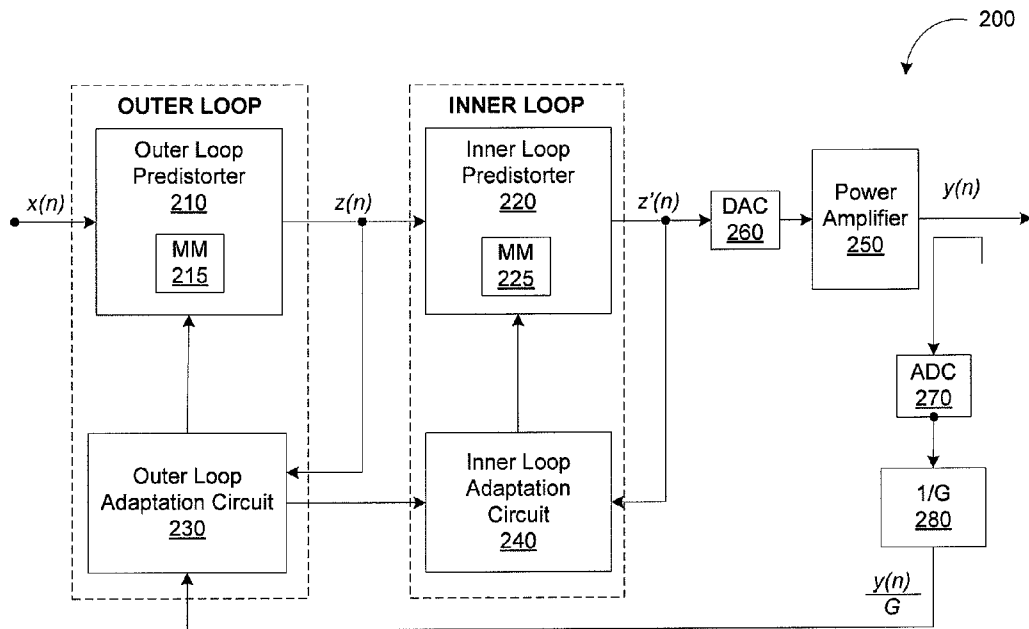 200
OUTER LOOP
INNER LOOP
Outer Loop
Predistorter
210
MM
215
Inner Loop
Predistorter
220
MM
225
x(n)
z(n)
z'(n)
DAC
260
Power
Amplifier
250
y(n)
ADC
270
Outer Loop
Adaptation Circuit
230
Inner Loop
Adaptation
Circuit
240
1/G
280
y(n)
G